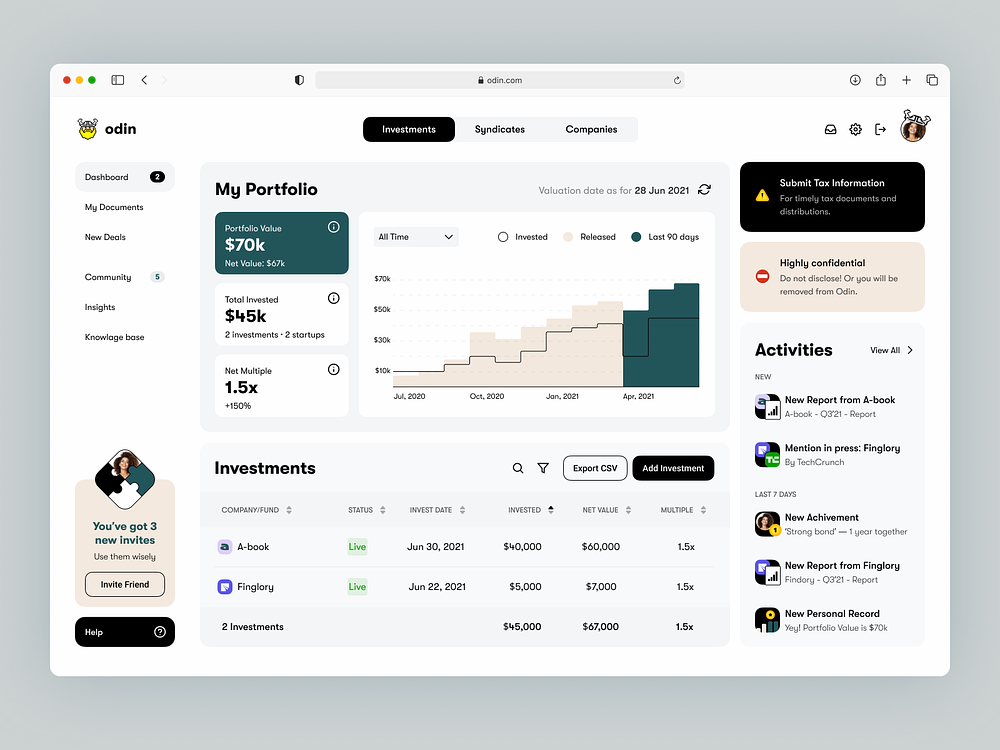 odin.com
odin
Investments
Syndicates
Companies
Dashboard 2
My Documents
New Deals
Community 5
Insights
Knowlage base
You've got 3
new invites
Use them wisely
Invite Friend
Help
My Portfolio
Valuation date as for 28 Jun 2021
Portfolio Value
$70k
Net Value: $67k
Total Invested
$45k
2 investments · 2 startups
Net Multiple
1.5x
+150%
All Time
Invested
Released
Last 90 days
$70k
$50k
$30k
$10k
Jul, 2020
Oct, 2020
Jan, 2021
Apr, 2021
Investments
Export CSV
Add Investment
COMPANY/FUND STATUS INVEST DATE INVESTED NET VALUE MULTIPLE
a A-book Live Jun 30, 2021 $40,000 $60,000 1.5x
Finglory Live Jun 22, 2021 $5,000 $7,000 1.5x
2 Investments $45,000 $67,000 1.5x
Submit Tax Information
For timely tax documents and
distributions.
Highly confidential
Do not disclose! Or you will be
removed from Odin.
Activities
View All
NEW
a
New Report from A-book
A-book - Q3'21 - Report
TC
Mention in press: Finglory
By TechCrunch
LAST 7 DAYS
1
New Achivement
'Strong bond' — 1 year together
New Report from Finglory
Findory - Q3'21 - Report
New Personal Record
Yey! Portfolio Value is $70k